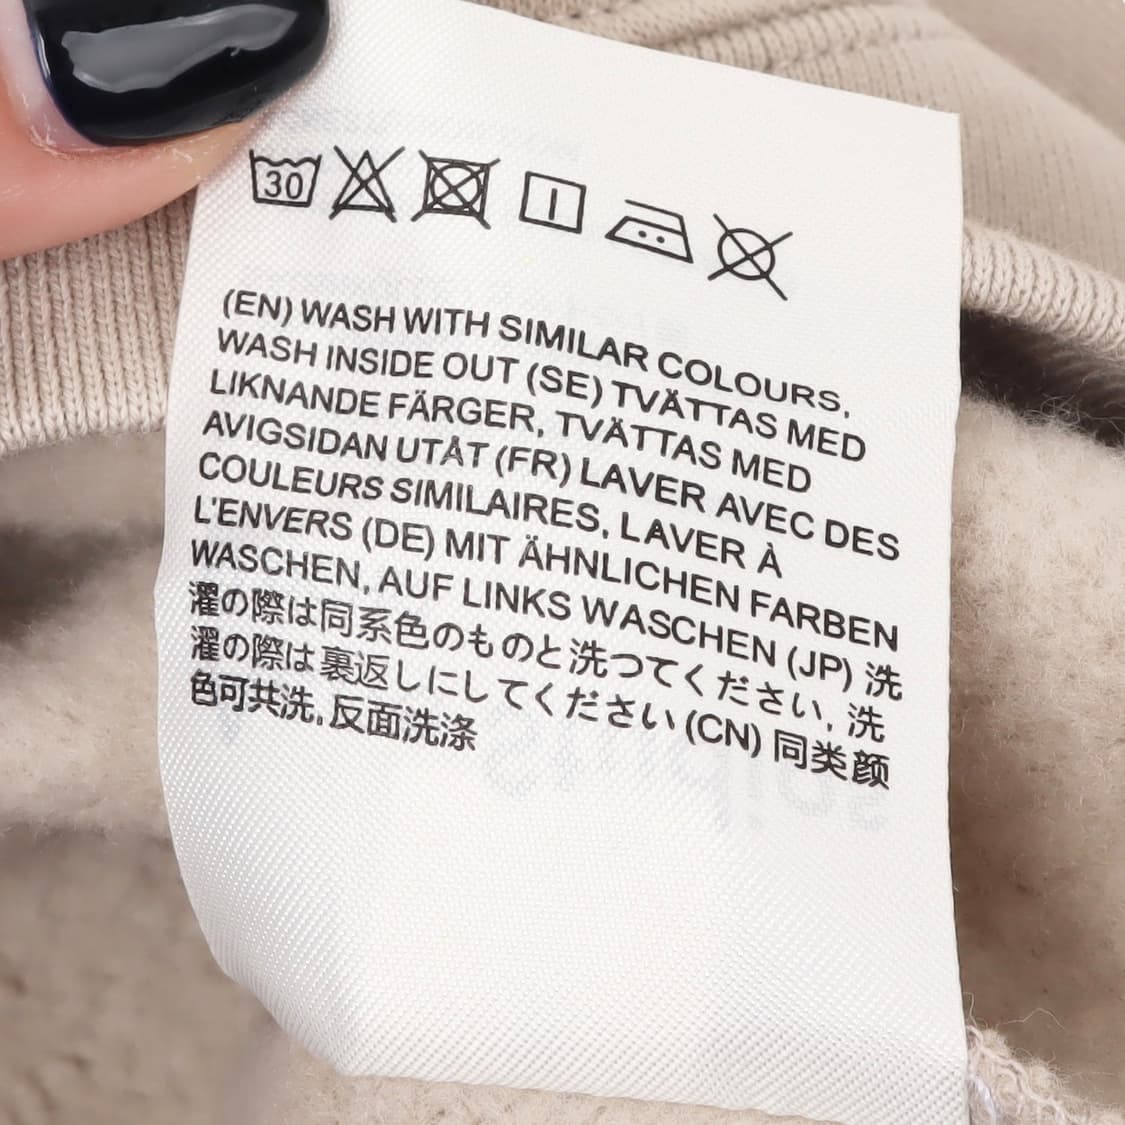 30
(EN) WASH WITH SIMILAR COLOURS,
WASH INSIDE OUT (SE) TVÄTTAS MED
LIKNANDE FÄRGER, TVÄTTAS MED
AVIGSIDAN UTÅT (FR) LAVER AVEC DES
COULEURS SIMILAIRES, LAVER À
L'ENVERS (DE) MIT ÄHNLICHEN FARBEN
WASCHEN, AUF LINKS WASCHEN (JP) 洗
濯の際は同系色のものと洗つてください, 洗
濯の際は裏返しにしてください (CN) 同类颜
色可共洗, 反面洗涤